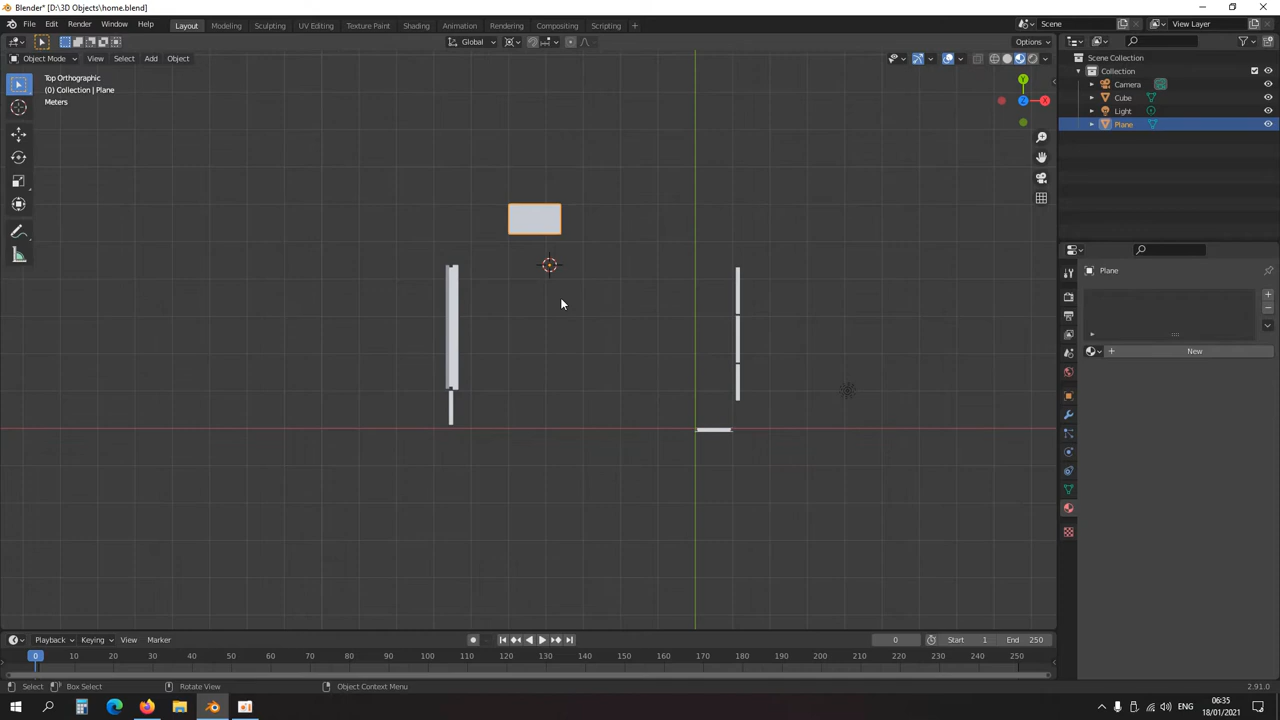 Blender* [D:\3D Objects\home.blend]
File Edit Render Window Help Layout Modeling Sculpting UV Editing Texture Paint Shading Animation Rendering Compositing Scripting + Scene View Layer
Global Options
Object Mode View Select Add Object
Top Orthographic
(0) Collection | Plane
Meters
Y
Z
X
Scene Collection
Collection
Camera
Cube
Light
Plane
Plane
New
Playback Keying View Marker 0 Start 1 End 250
0 10 20 30 40 50 60 70 80 90 100 110 120 130 140 150 160 170 180 190 200 210 220 230 240 250
Select Box Select Rotate View Object Context Menu 2.91.0
ENG 06:35
18/01/2021